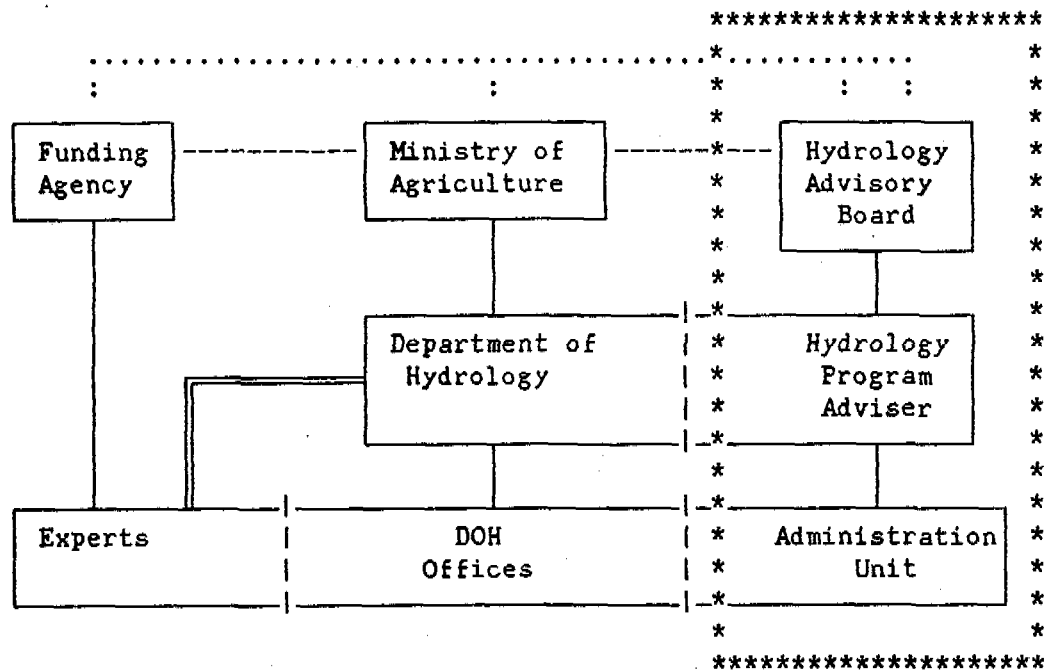 Funding
Agency
Ministry of
Agriculture
Hydrology
Advisory
Board
Department of
Hydrology
Hydrology
Program
Adviser
Experts
DOH
Offices
Administration
Unit